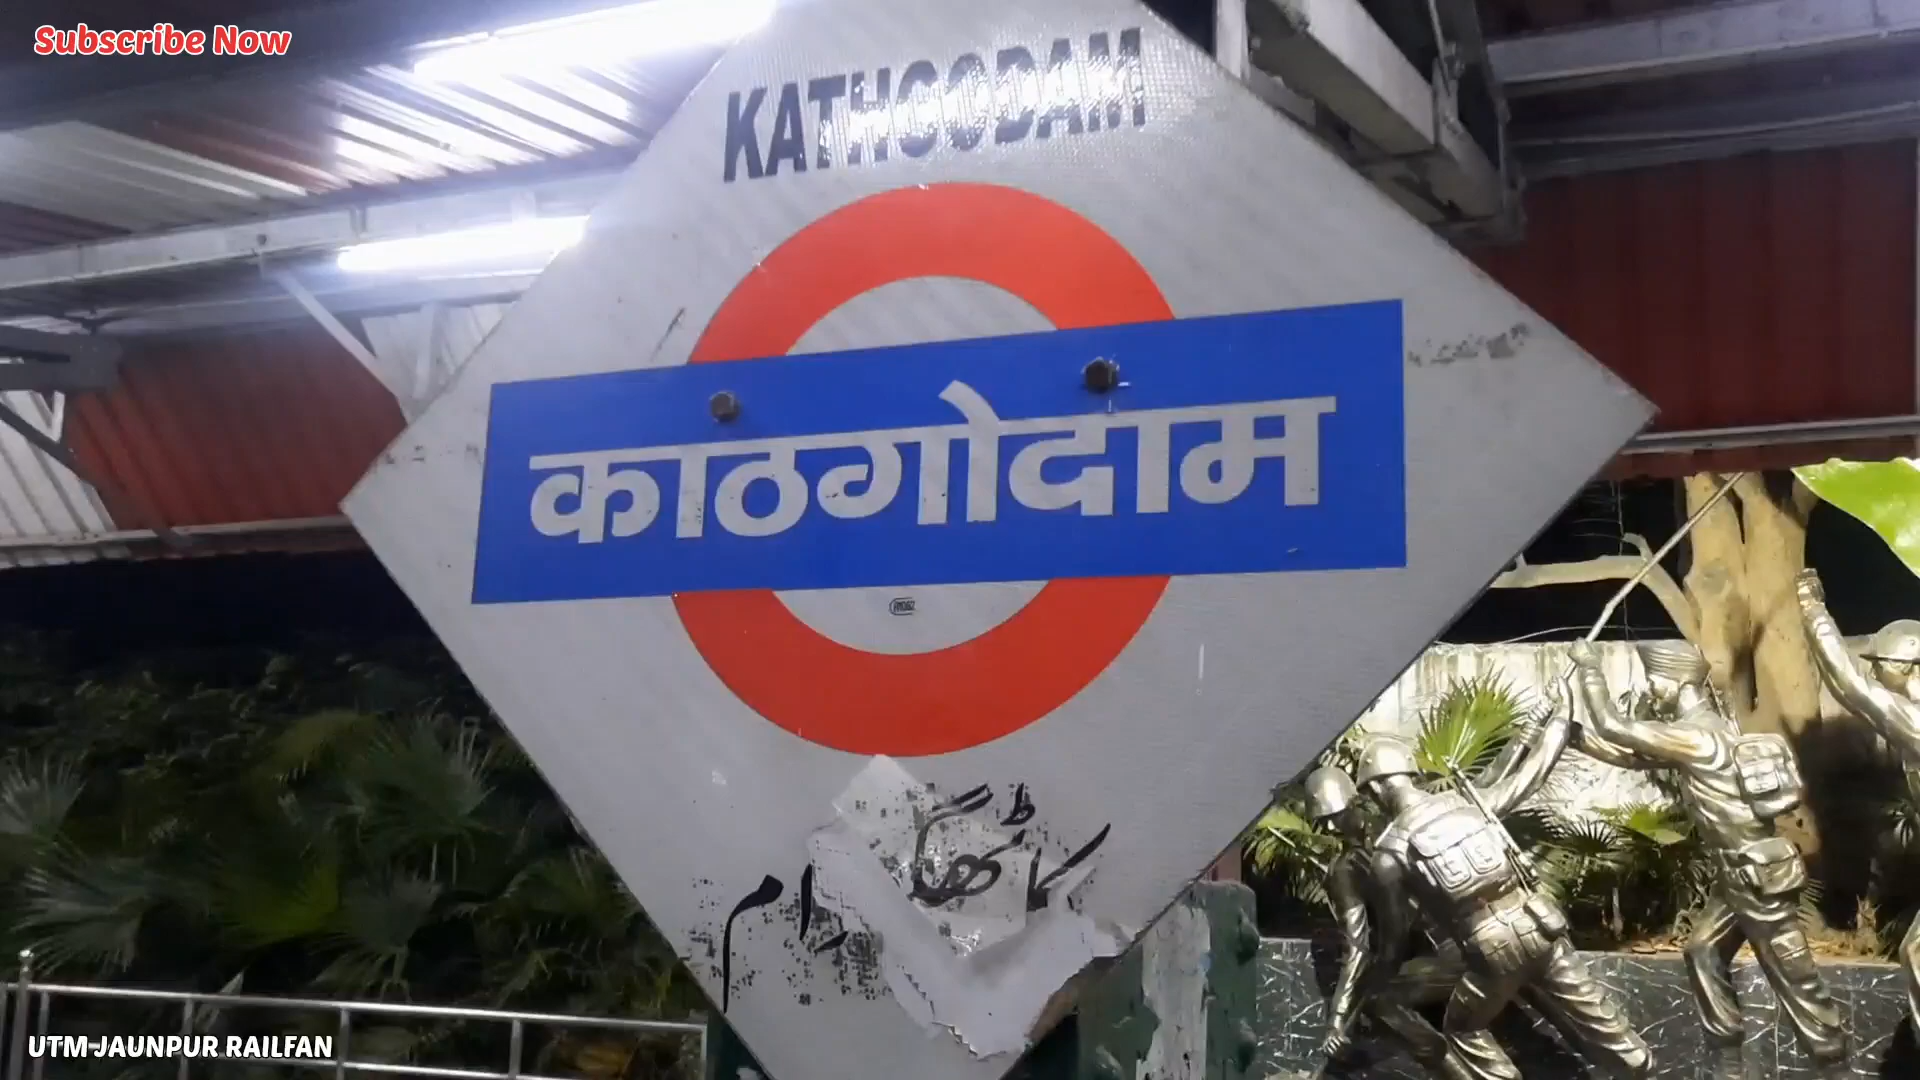 Subscribe Now
KATHGODAM
काठगोदाम
UTM JAUNPUR RAILFAN